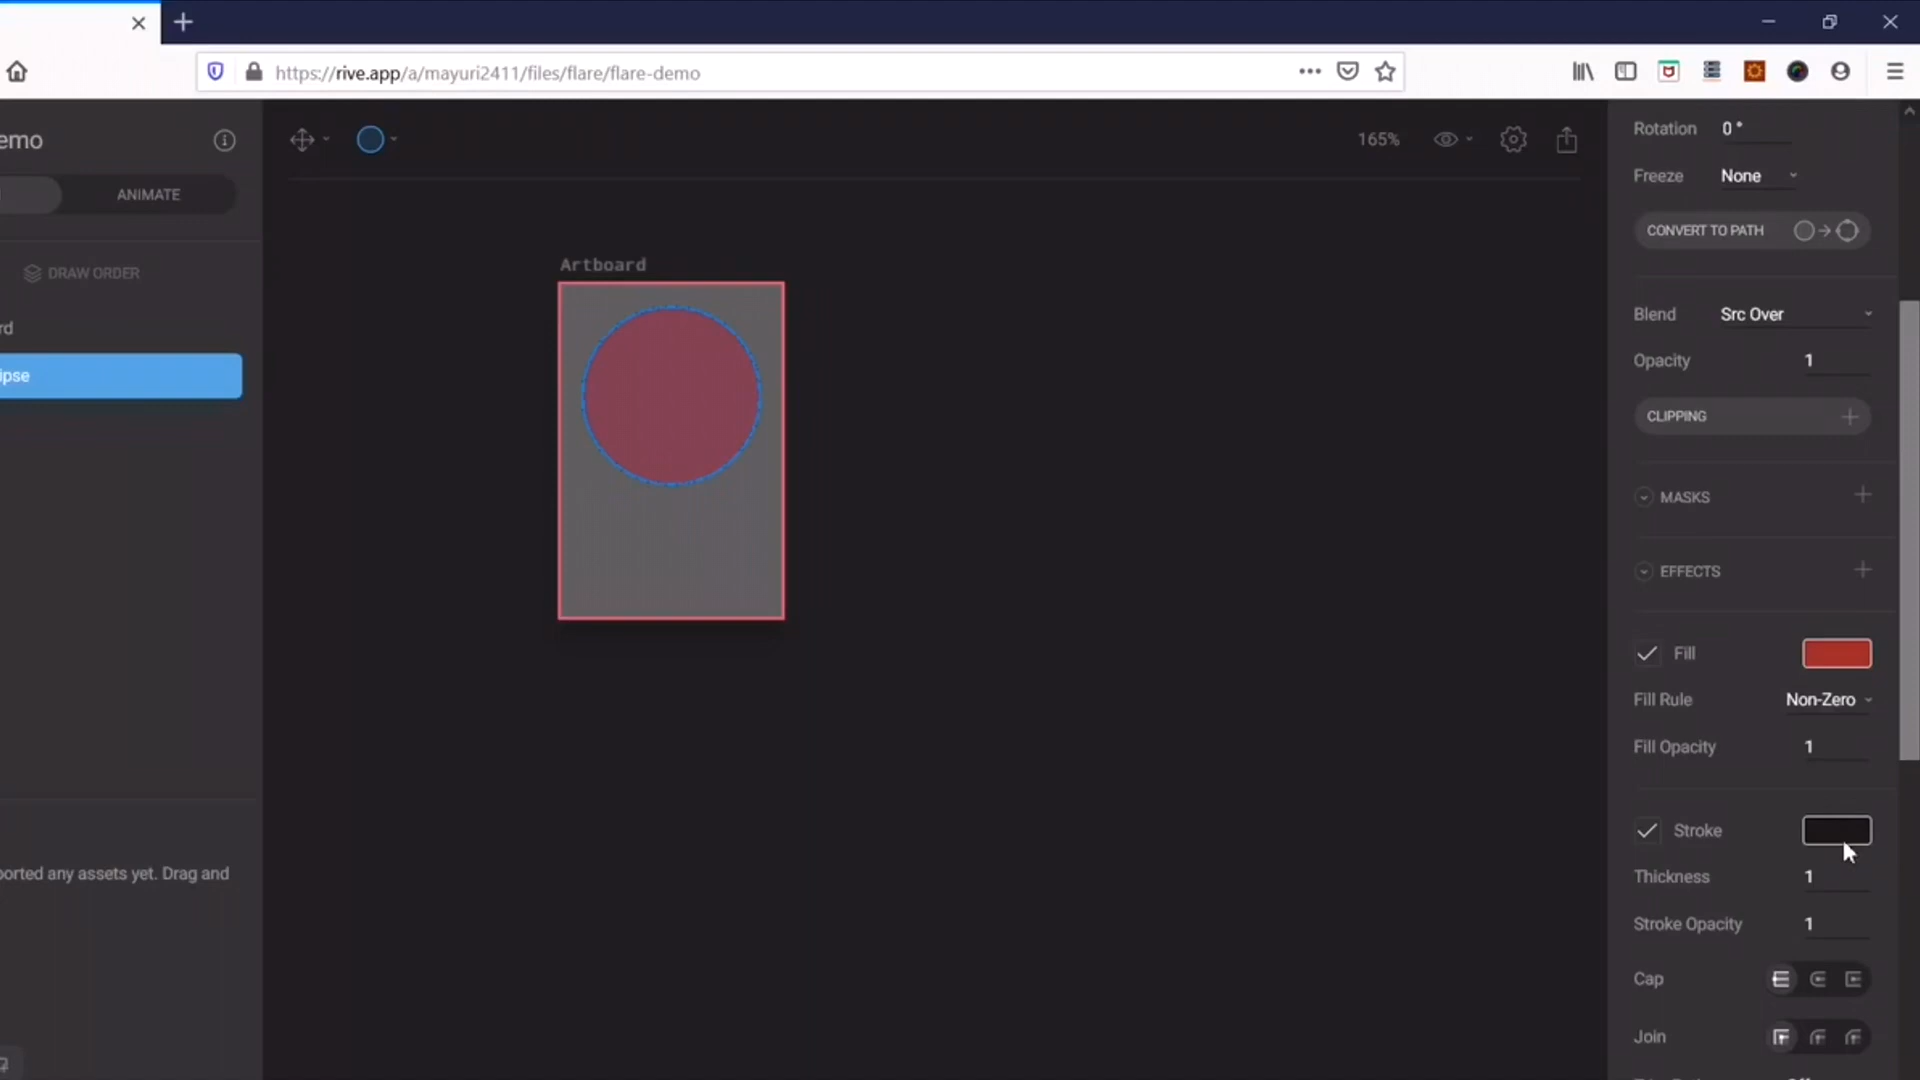 https://rive.app/a/mayuri2411/files/flare/flare-demo
emo
165%
ANIMATE
DRAW ORDER
rd
ipse
orted any assets yet. Drag and
Artboard
Rotation 0°
Freeze None
CONVERT TO PATH
Blend Src Over
Opacity 1
CLIPPING
MASKS
EFFECTS
Fill
Fill Rule Non-Zero
Fill Opacity 1
Stroke
Thickness 1
Stroke Opacity 1
Cap
Join